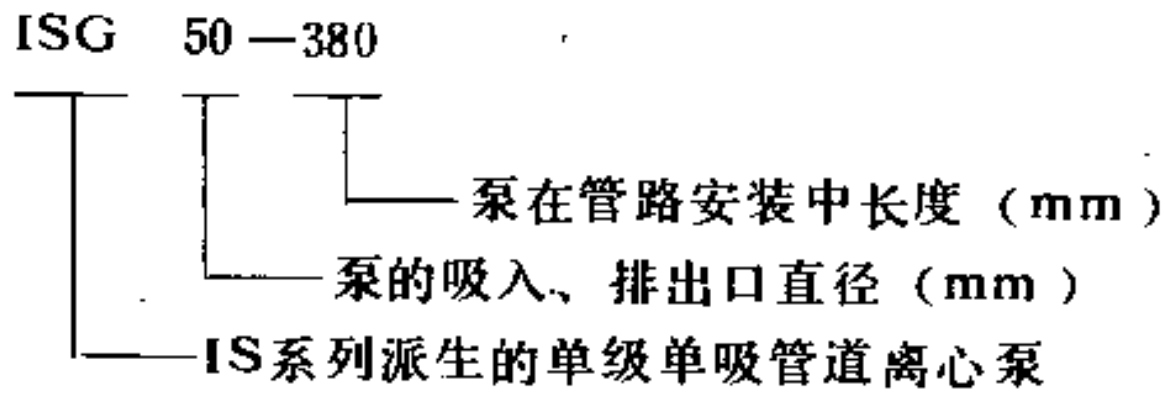 ISG 50—380
泵在管路安装中长度（mm）
泵的吸入、排出口直径（mm）
IS系列派生的单级单吸管道离心泵